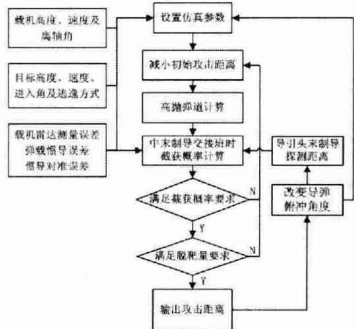 载机高度、速度及
离轴角
目标高度、速度、
进入角及逃逸方式
载机雷达测量误差
弹载惯导误差
惯导对准误差
设置仿真参数
减小初始攻击距离
高抛弹道计算
中末制导交接班时
截获概率计算
满足截获概率要求
N
Y
满足脱靶量要求
N
Y
输出攻击距离
导引头末制导
探测距离
改变导弹
俯冲角度